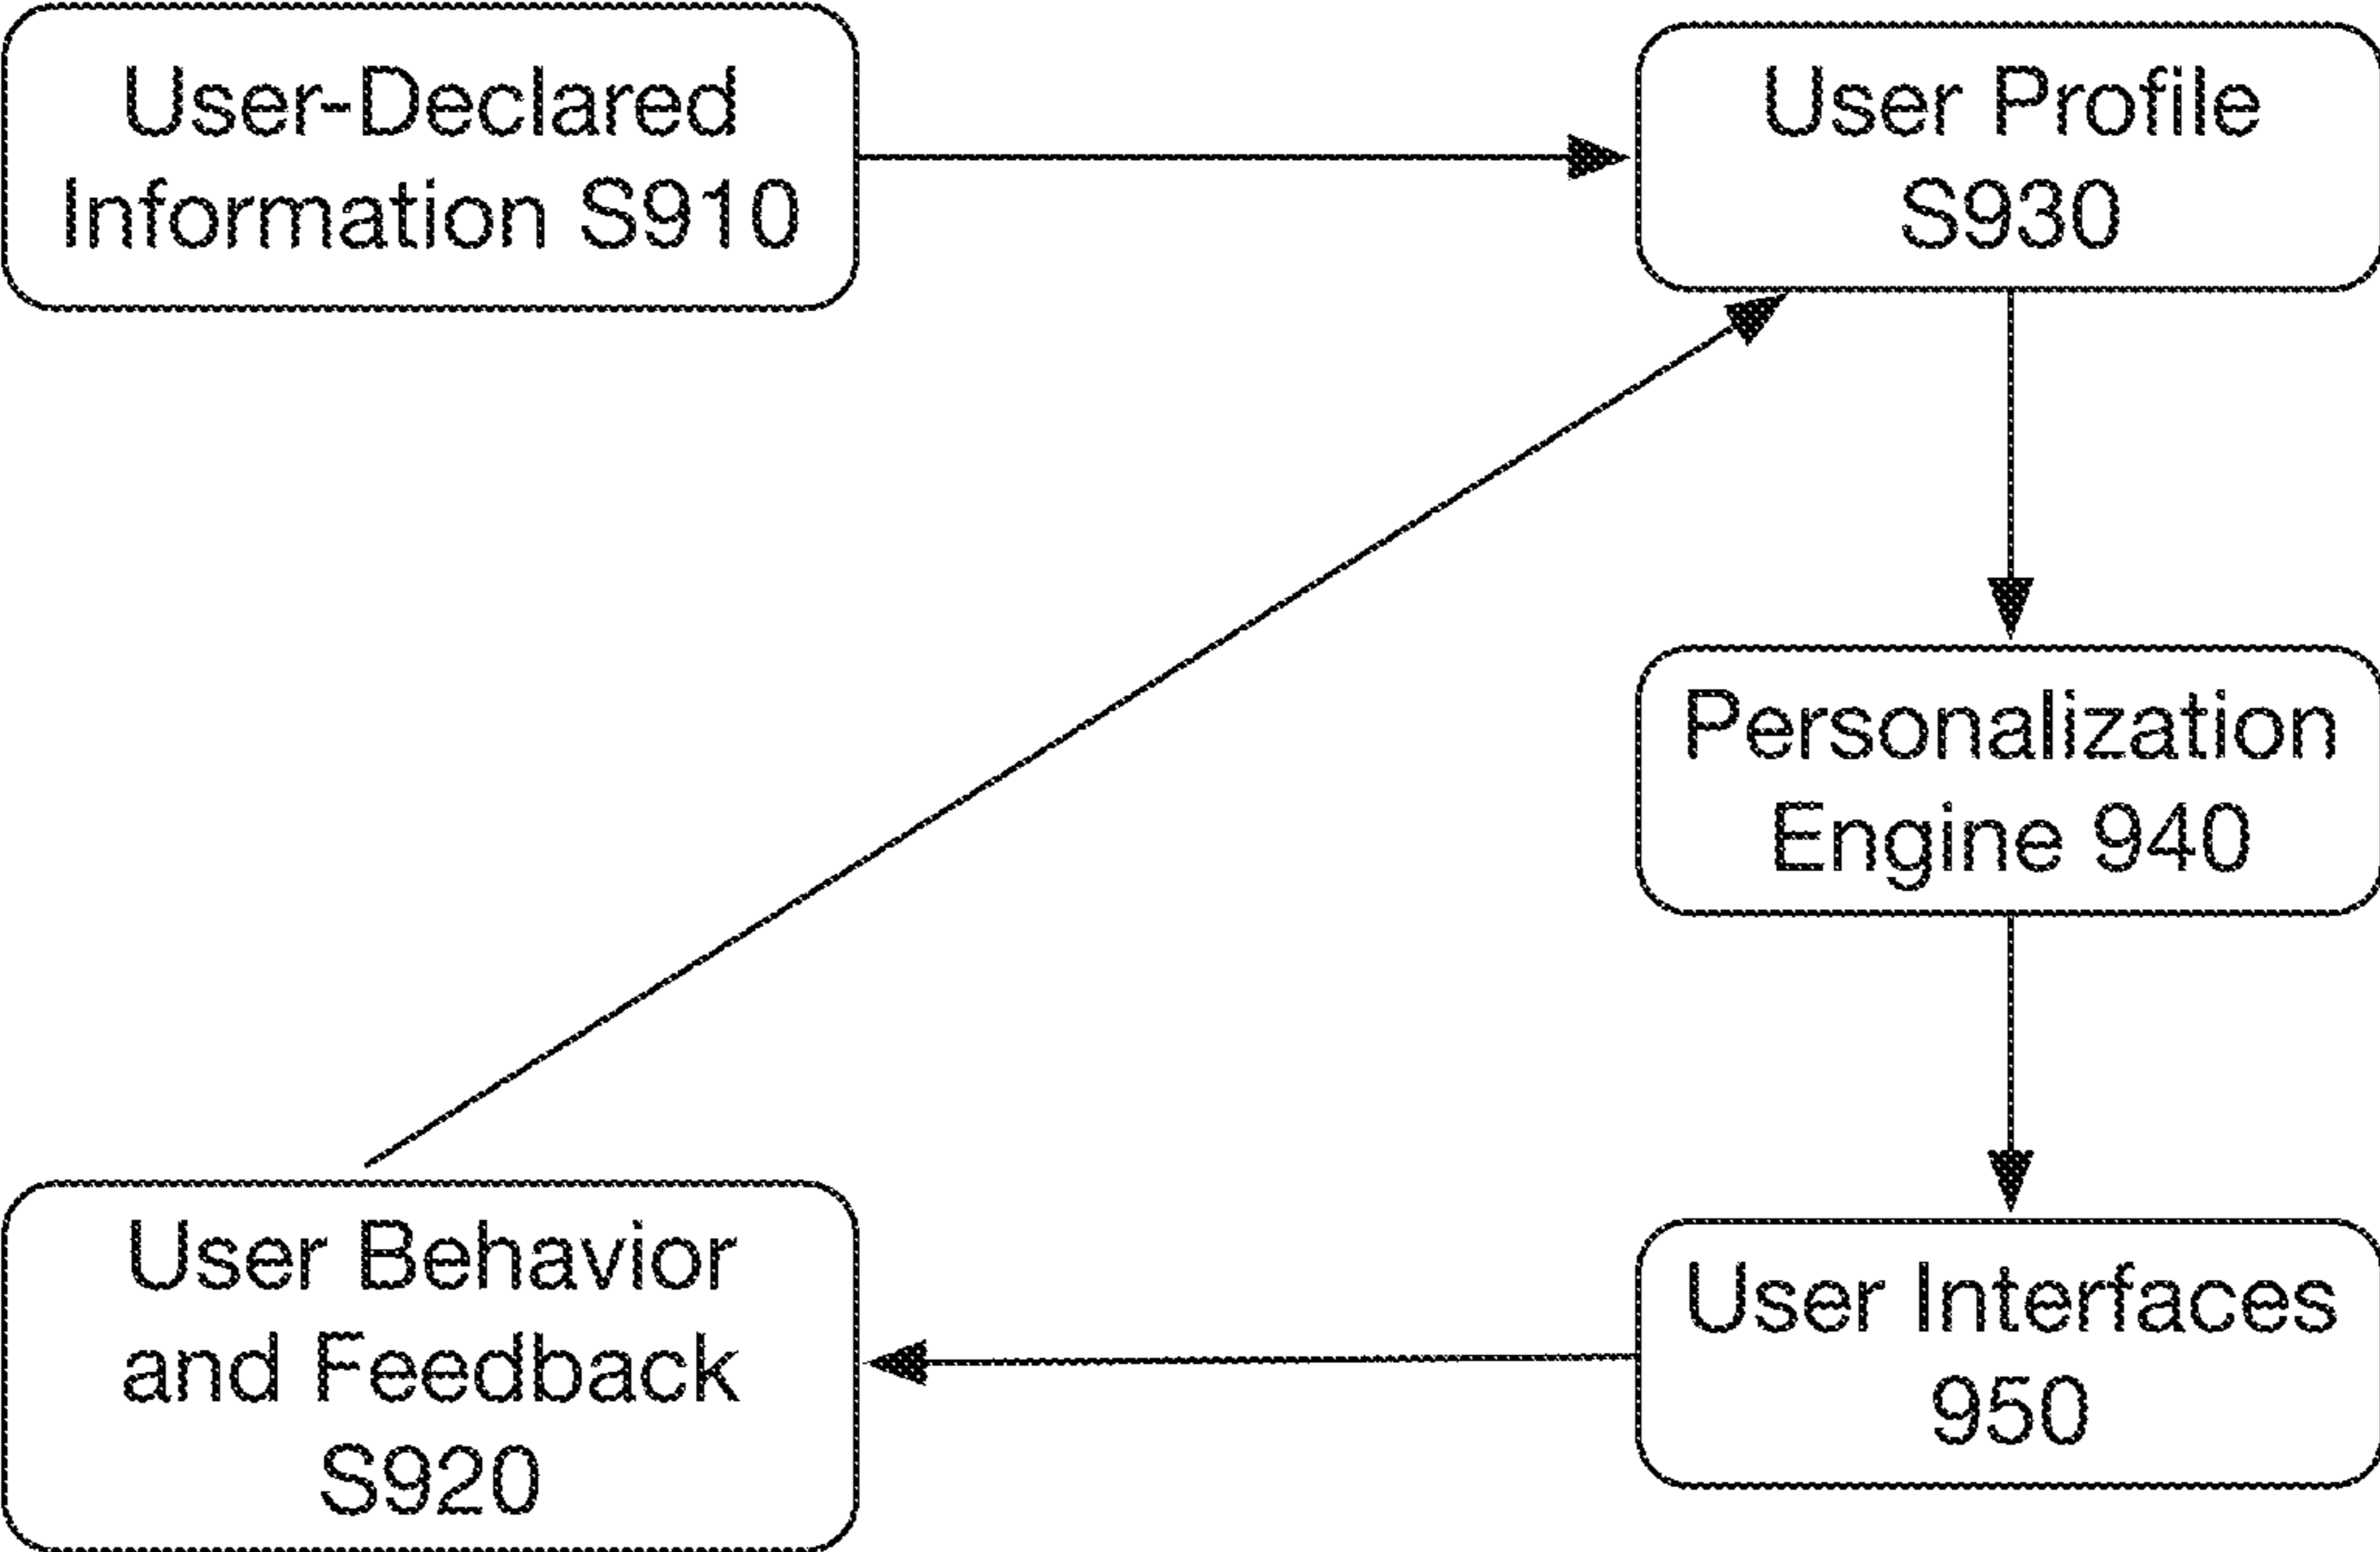 User-Declared
Information S910
User Profile
S930
Personalization
Engine 940
User Behavior
and Feedback
S920
User Interfaces
950